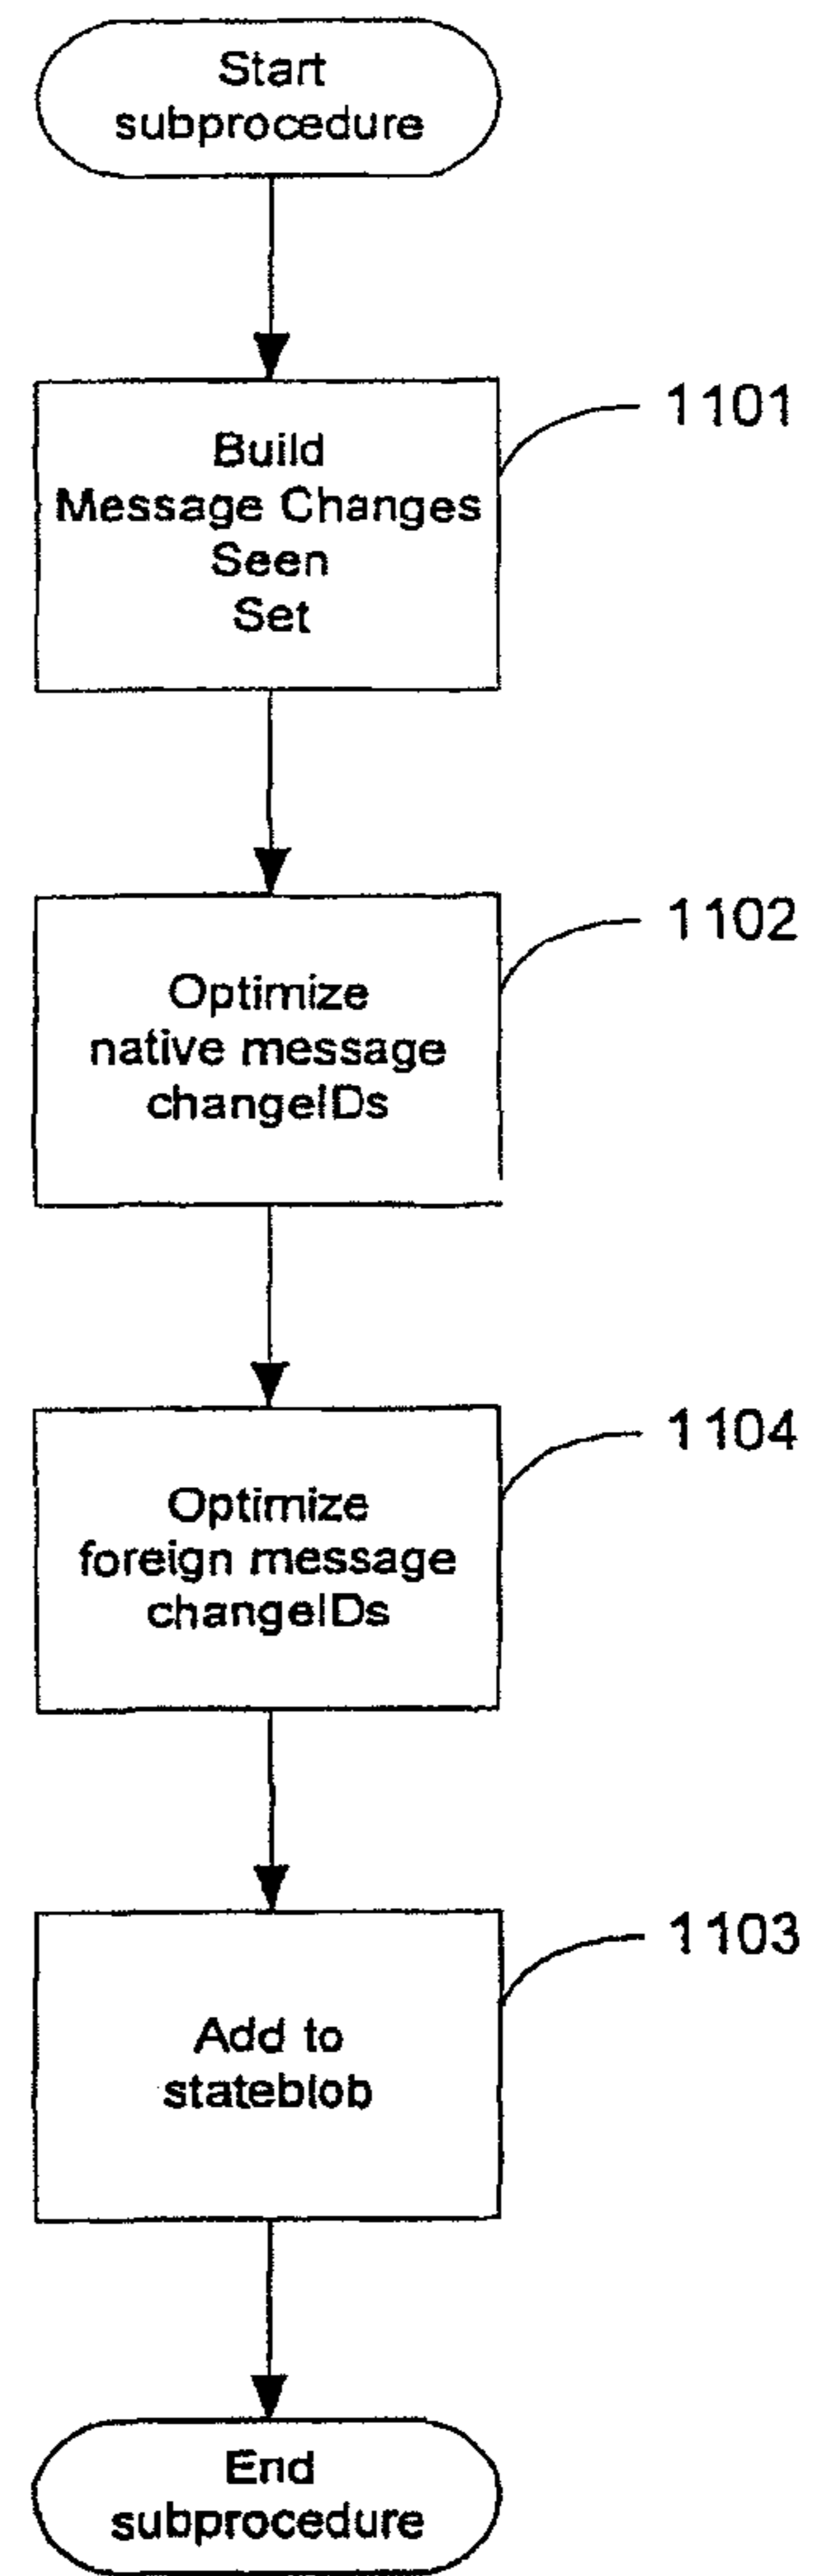 Start
subprocedure
1101
Build
Message Changes
Seen
Set
1102
Optimize
native message
changeIDs
1104
Optimize
foreign message
changeIDs
1103
Add to
stateblob
End
subprocedure